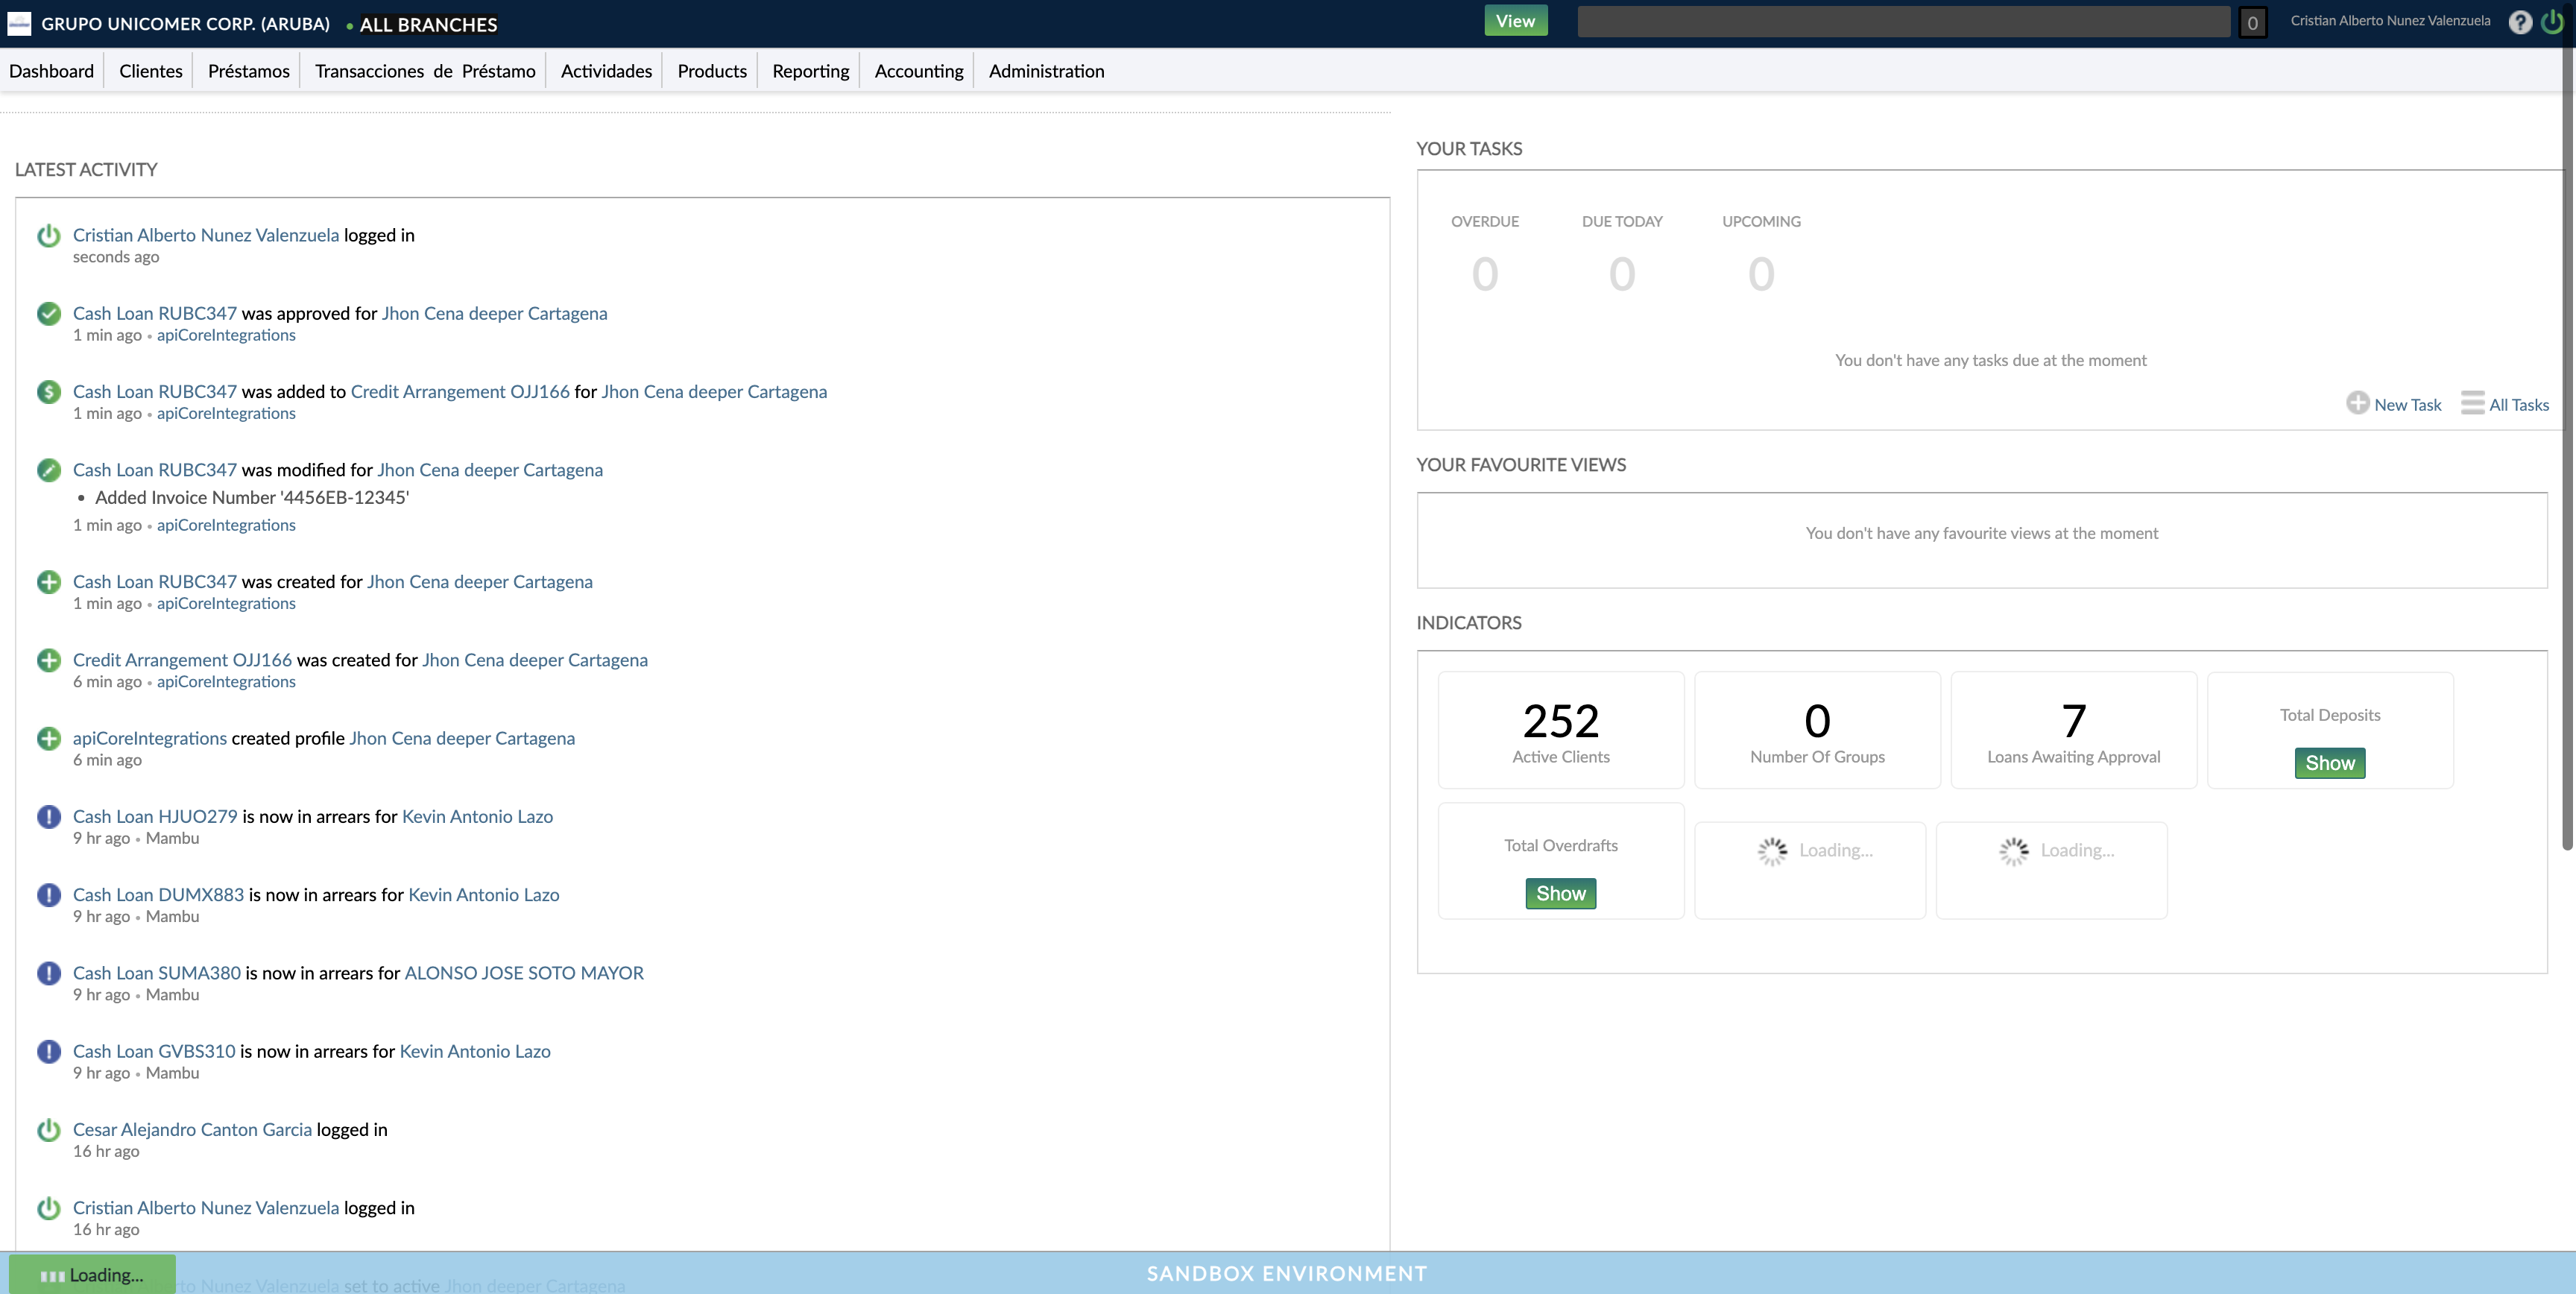 GRUPO UNICOMER CORP. (ARUBA) • ALL BRANCHES
View
0
Cristian Alberto Nunez Valenzuela
?
Dashboard Clientes Préstamos Transacciones de Préstamo Actividades Products Reporting Accounting Administration
LATEST ACTIVITY
Cristian Alberto Nunez Valenzuela logged in
seconds ago
Cash Loan RUBC347 was approved for Jhon Cena deeper Cartagena
1 min ago • apiCoreIntegrations
Cash Loan RUBC347 was added to Credit Arrangement OJJ166 for Jhon Cena deeper Cartagena
1 min ago • apiCoreIntegrations
Cash Loan RUBC347 was modified for Jhon Cena deeper Cartagena
• Added Invoice Number '4456EB-12345'
1 min ago • apiCoreIntegrations
Cash Loan RUBC347 was created for Jhon Cena deeper Cartagena
1 min ago • apiCoreIntegrations
Credit Arrangement OJJ166 was created for Jhon Cena deeper Cartagena
6 min ago • apiCoreIntegrations
apiCoreIntegrations created profile Jhon Cena deeper Cartagena
6 min ago
Cash Loan HJUO279 is now in arrears for Kevin Antonio Lazo
9 hr ago • Mambu
Cash Loan DUMX883 is now in arrears for Kevin Antonio Lazo
9 hr ago • Mambu
Cash Loan SUMA380 is now in arrears for ALONSO JOSE SOTO MAYOR
9 hr ago • Mambu
Cash Loan GVBS310 is now in arrears for Kevin Antonio Lazo
9 hr ago • Mambu
Cesar Alejandro Canton Garcia logged in
16 hr ago
Cristian Alberto Nunez Valenzuela logged in
16 hr ago
YOUR TASKS
OVERDUE DUE TODAY UPCOMING
0 0 0
You don't have any tasks due at the moment
New Task All Tasks
YOUR FAVOURITE VIEWS
You don't have any favourite views at the moment
INDICATORS
252
Active Clients
0
Number Of Groups
7
Loans Awaiting Approval
Total Deposits
Show
Total Overdrafts
Show
Loading...
Loading...
Loading...
rto Nunez Valenzuela set to active Jhon deeper Cartagena
SANDBOX ENVIRONMENT